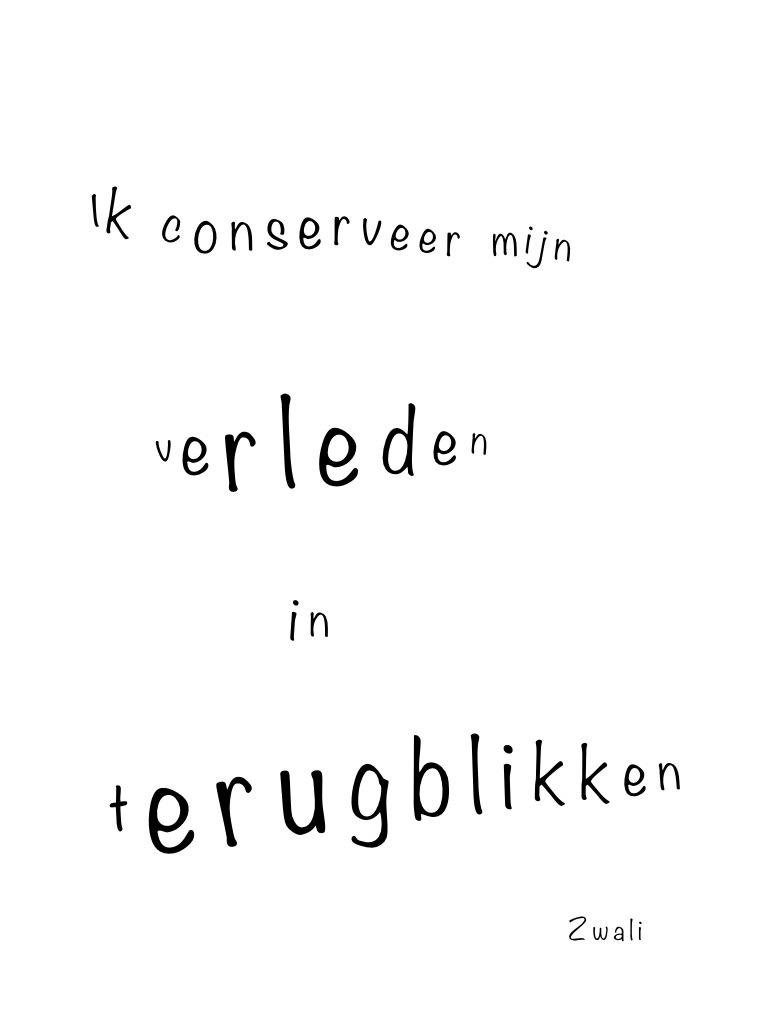 Ik conserveer mijn
verleden
in
terugblikken
Zwali